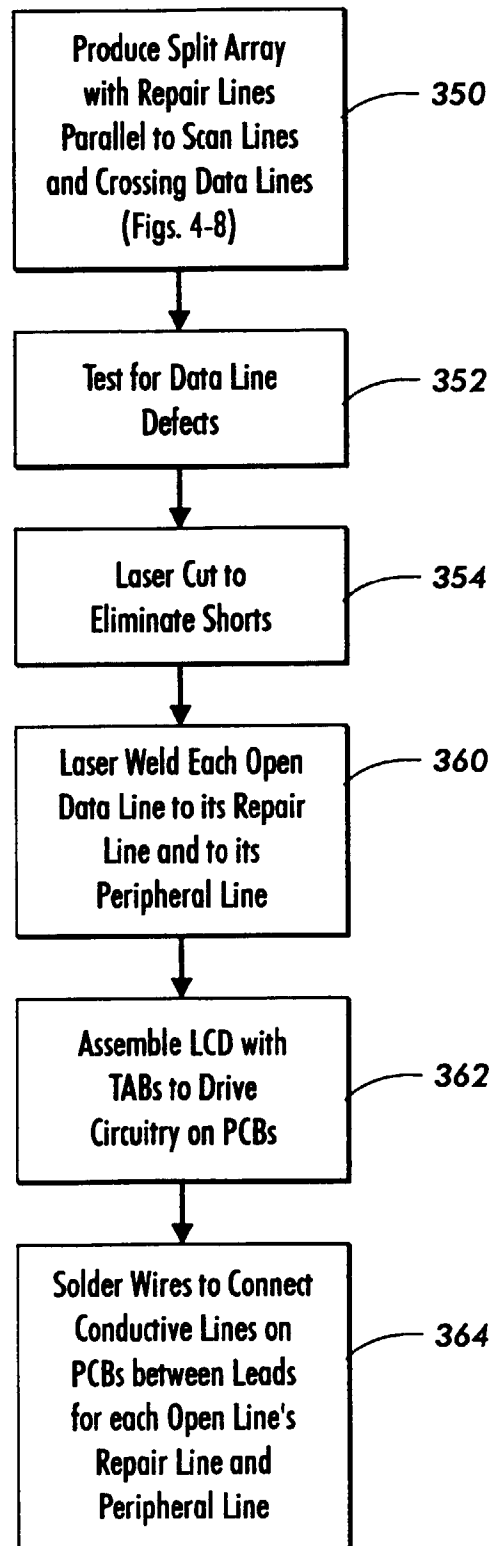 Produce Split Array
with Repair Lines
Parallel to Scan Lines
and Crossing Data Lines
(Figs. 4-8)
350
Test for Data Line
Defects
352
Laser Cut to
Eliminate Shorts
354
Laser Weld Each Open
Data Line to its Repair
Line and to its
Peripheral Line
360
Assemble LCD with
TABs to Drive
Circuitry on PCBs
362
Solder Wires to Connect
Conductive Lines on
PCBs between Leads
for each Open Line's
Repair Line and
Peripheral Line
364